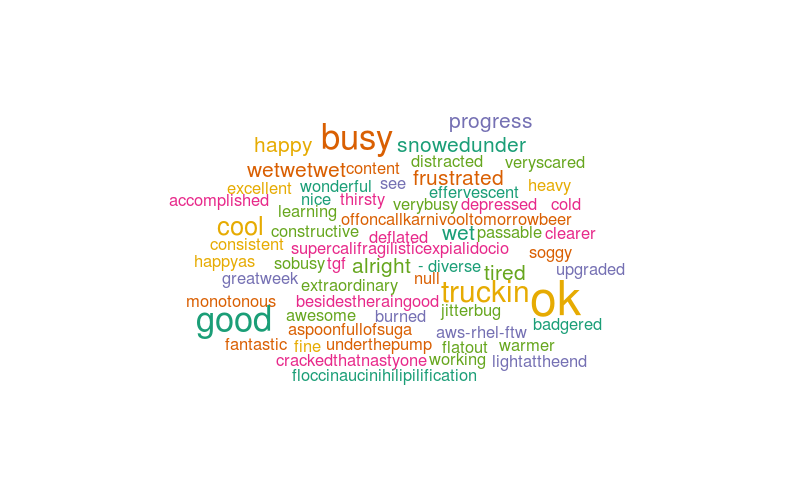 progress
busy
happy snowedunder
distracted veryscared
wetwetwet content frustrated
excellent wonderful see effervescent heavy
accomplished nice thirsty verybusy depressed cold
learning offoncallkarnivooltomorrowbeer
cool constructive deflated wet passable clearer
consistent supercalifragilisticexpialidocio soggy
happyas sobusy tgf alright - diverse tired upgraded
greatweek extraordinary null truckin ok
monotonous besidestheraingood jitterbug
good awesome burned badgered
aspoonfullofsuga aws-rhel-ftw
fantastic fine underthepump flatout warmer
crackedthatnastyone working lightattheend
floccinaucinihilipilification